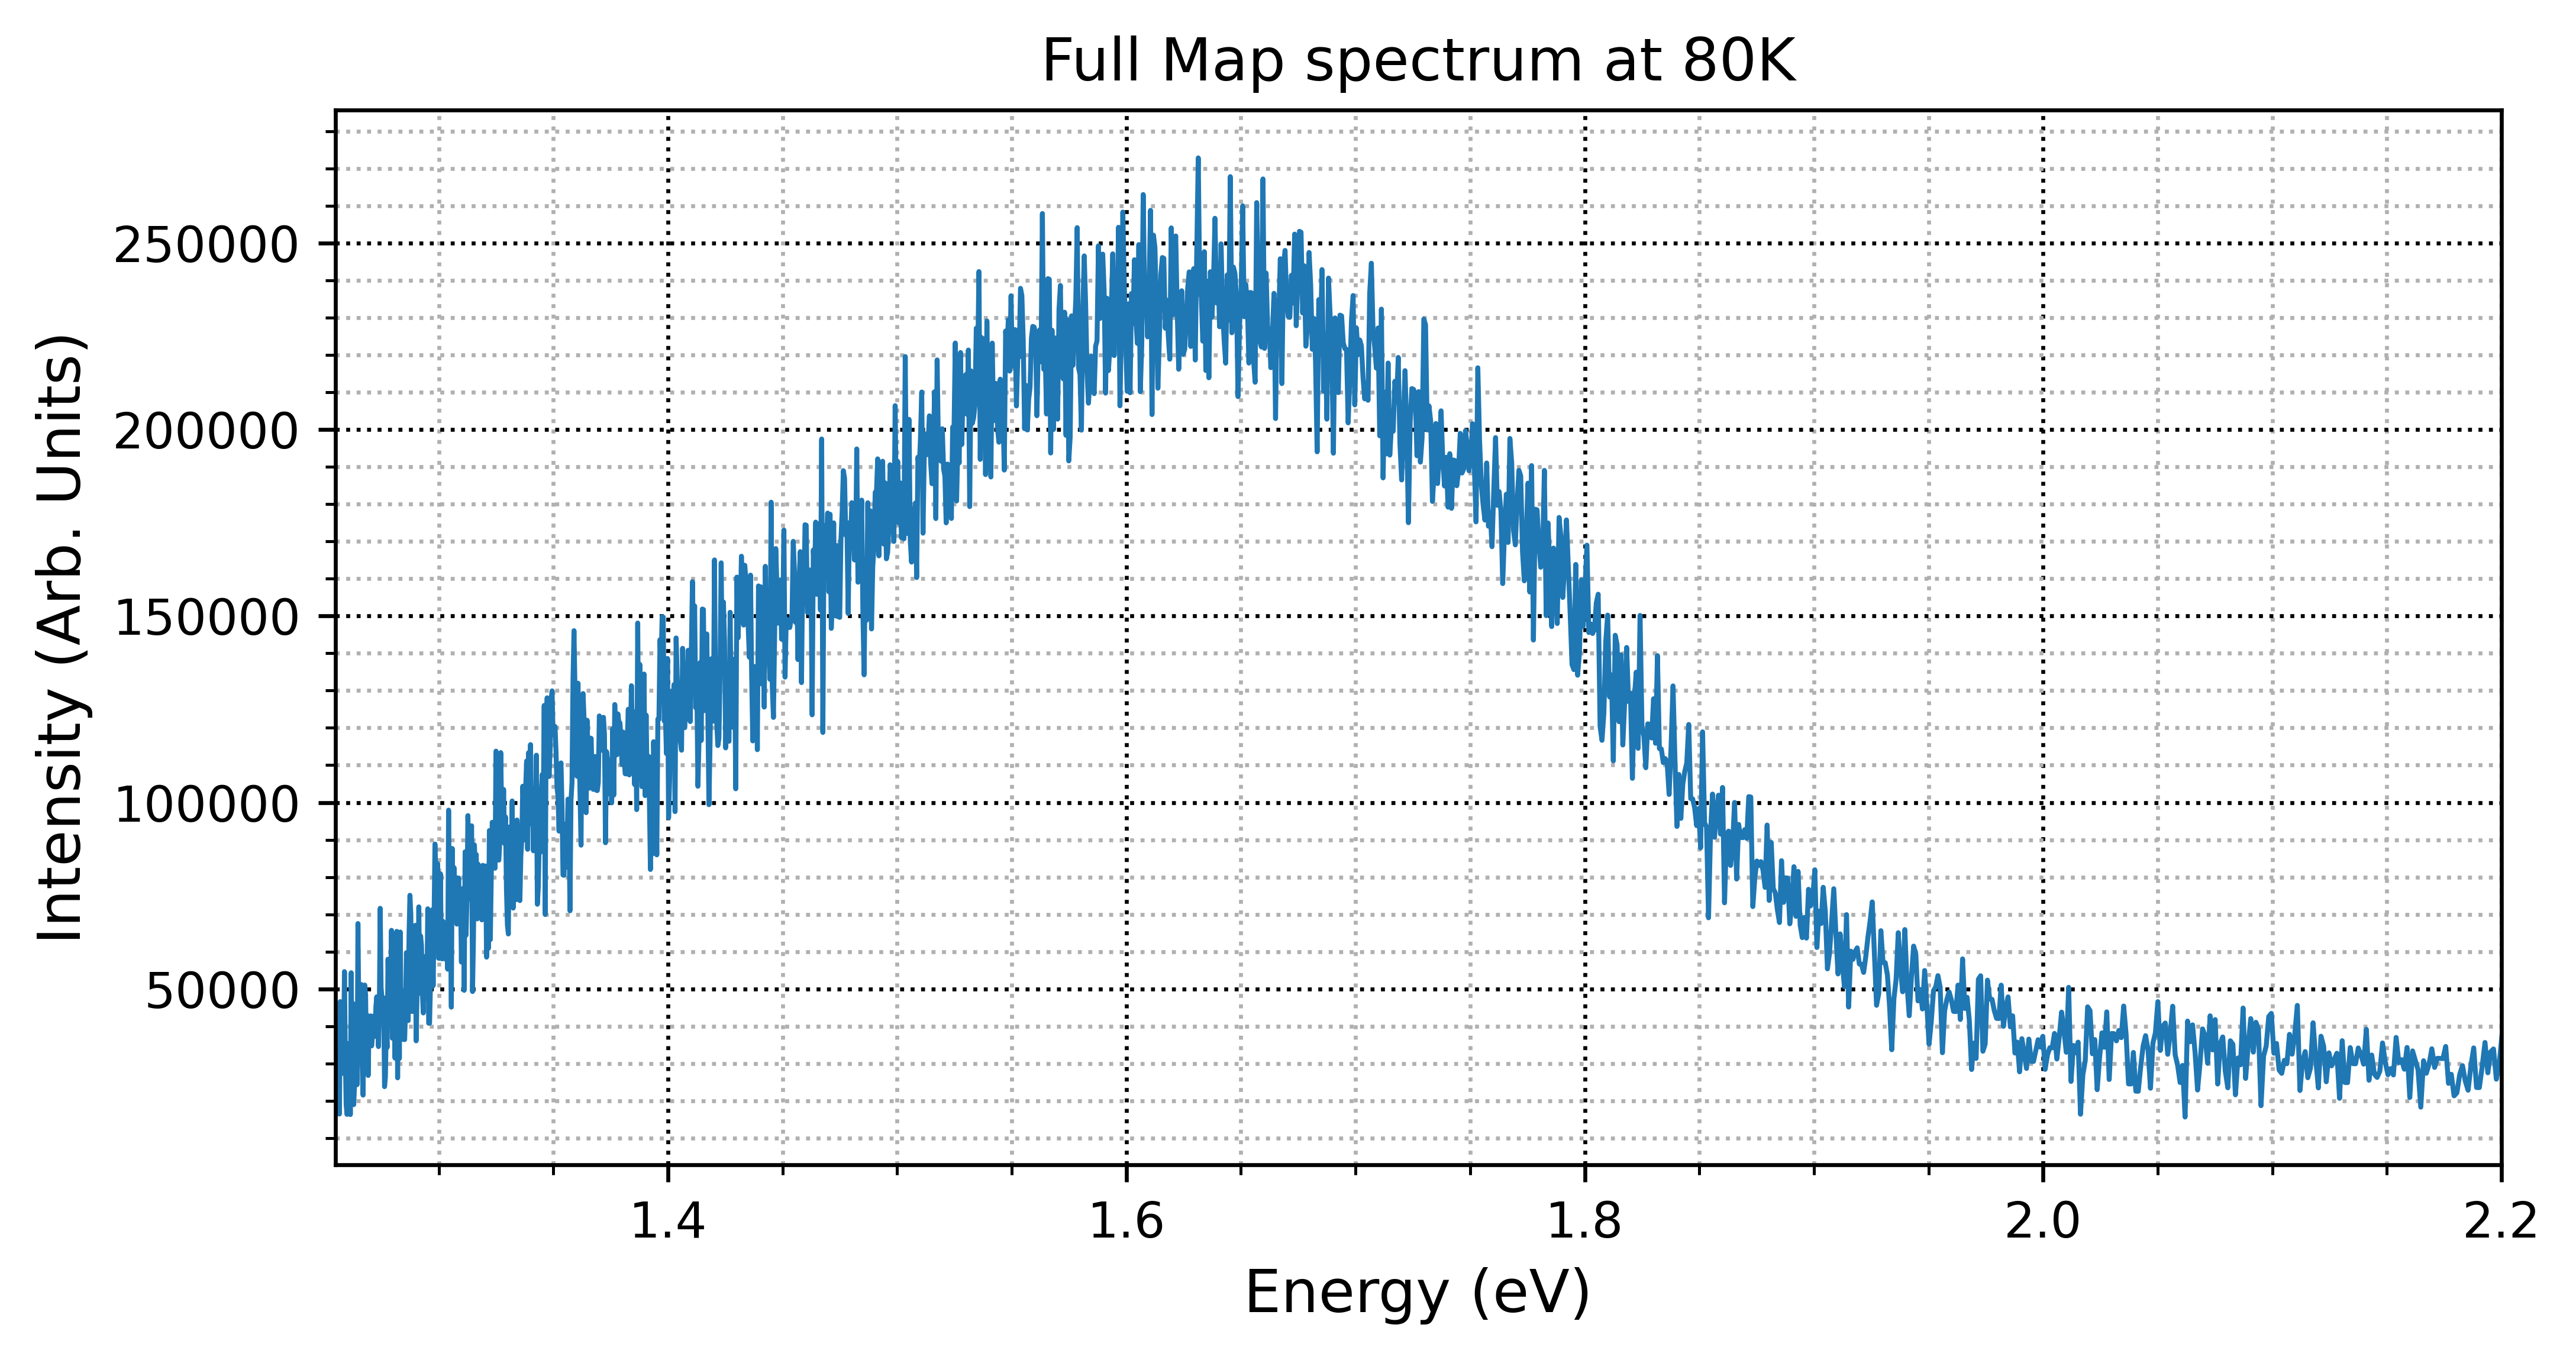 Full Map spectrum at 80K
Intensity (Arb. Units)
250000
200000
150000
100000
50000
1.4 1.6 1.8 2.0 2.2
Energy (eV)